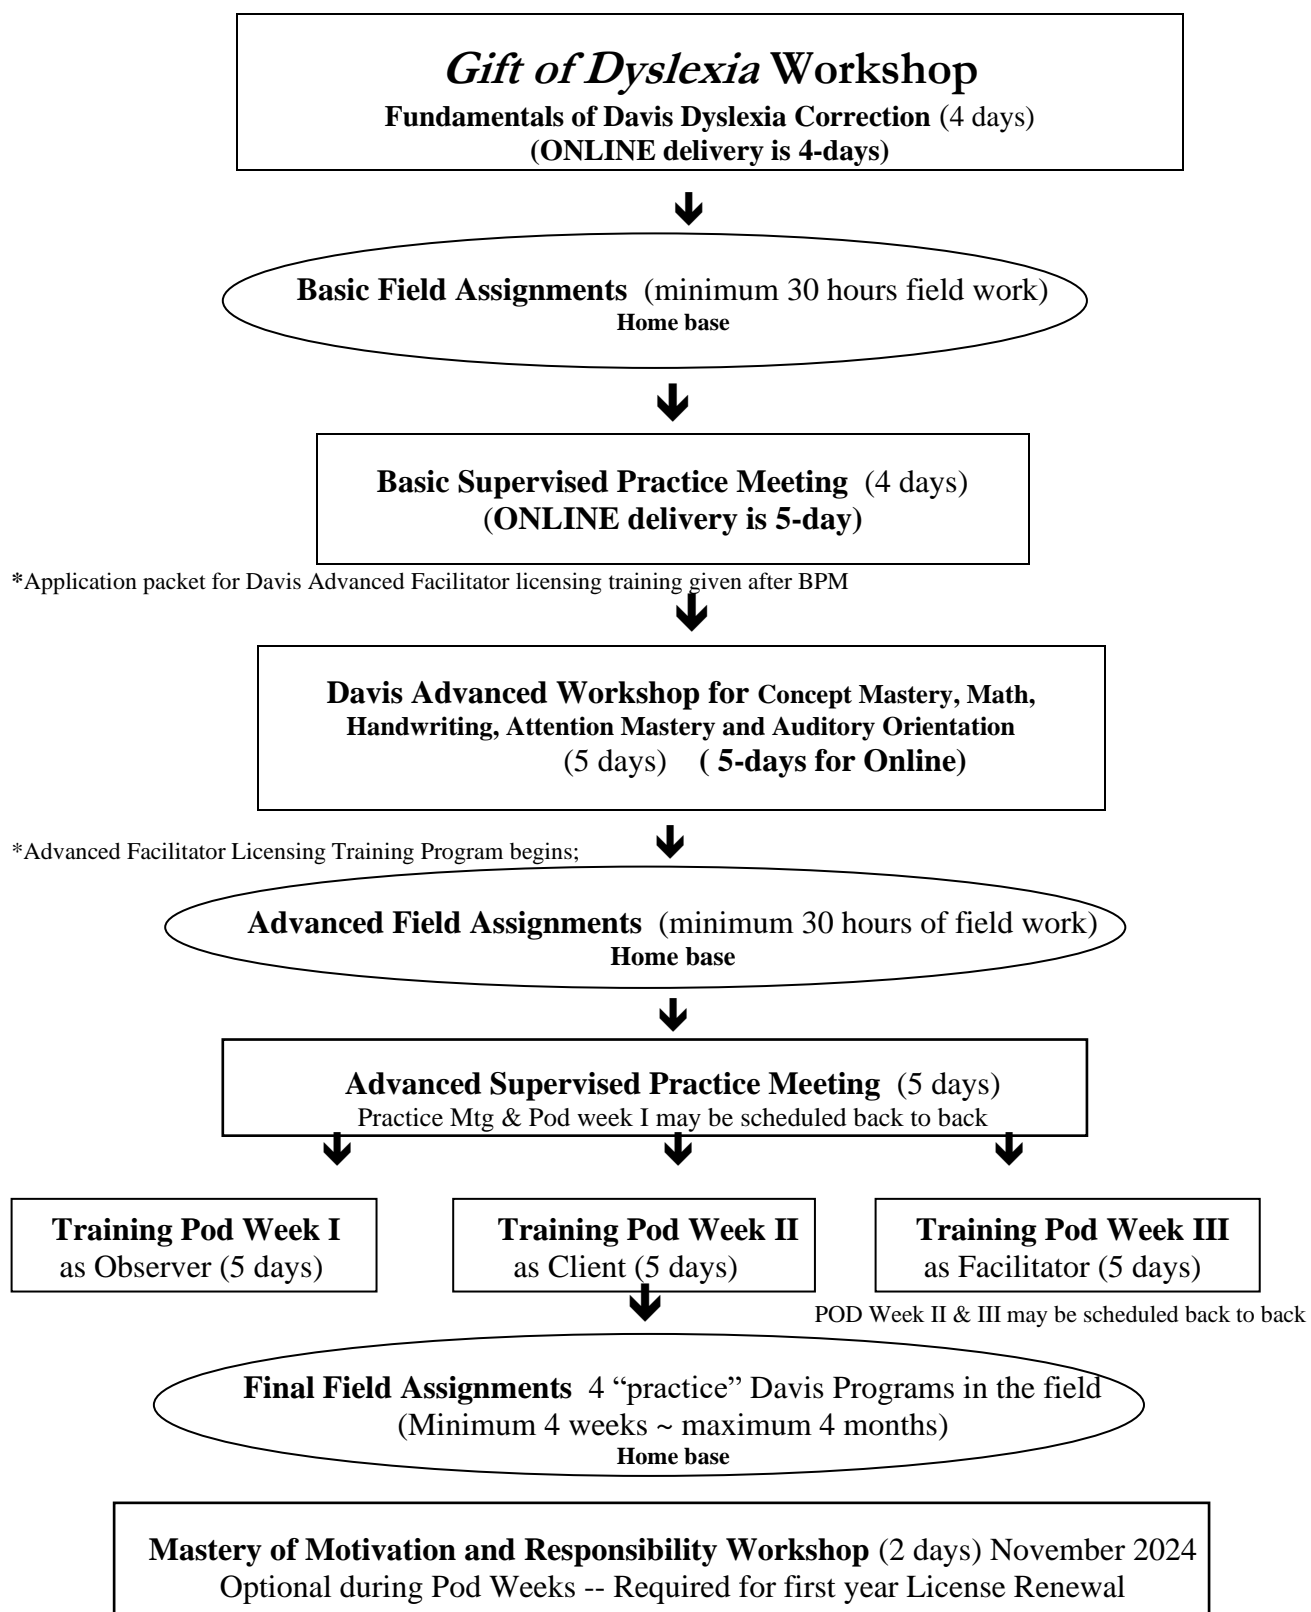 Gift of Dyslexia Workshop
Fundamentals of Davis Dyslexia Correction (4 days)
(ONLINE delivery is 4-days)
Basic Field Assignments (minimum 30 hours field work)
Home base
Basic Supervised Practice Meeting (4 days)
(ONLINE delivery is 5-day)
*Application packet for Davis Advanced Facilitator licensing training given after BPM
Davis Advanced Workshop for Concept Mastery, Math,
Handwriting, Attention Mastery and Auditory Orientation
(5 days) ( 5-days for Online)
*Advanced Facilitator Licensing Training Program begins;
Advanced Field Assignments (minimum 30 hours of field work)
Home base
Advanced Supervised Practice Meeting (5 days)
Practice Mtg & Pod week I may be scheduled back to back
Training Pod Week I
as Observer (5 days)
Training Pod Week II
as Client (5 days)
Training Pod Week III
as Facilitator (5 days)
POD Week II & III may be scheduled back to back
Final Field Assignments 4 “practice” Davis Programs in the field
(Minimum 4 weeks ~ maximum 4 months)
Home base
Mastery of Motivation and Responsibility Workshop (2 days) November 2024
Optional during Pod Weeks -- Required for first year License Renewal